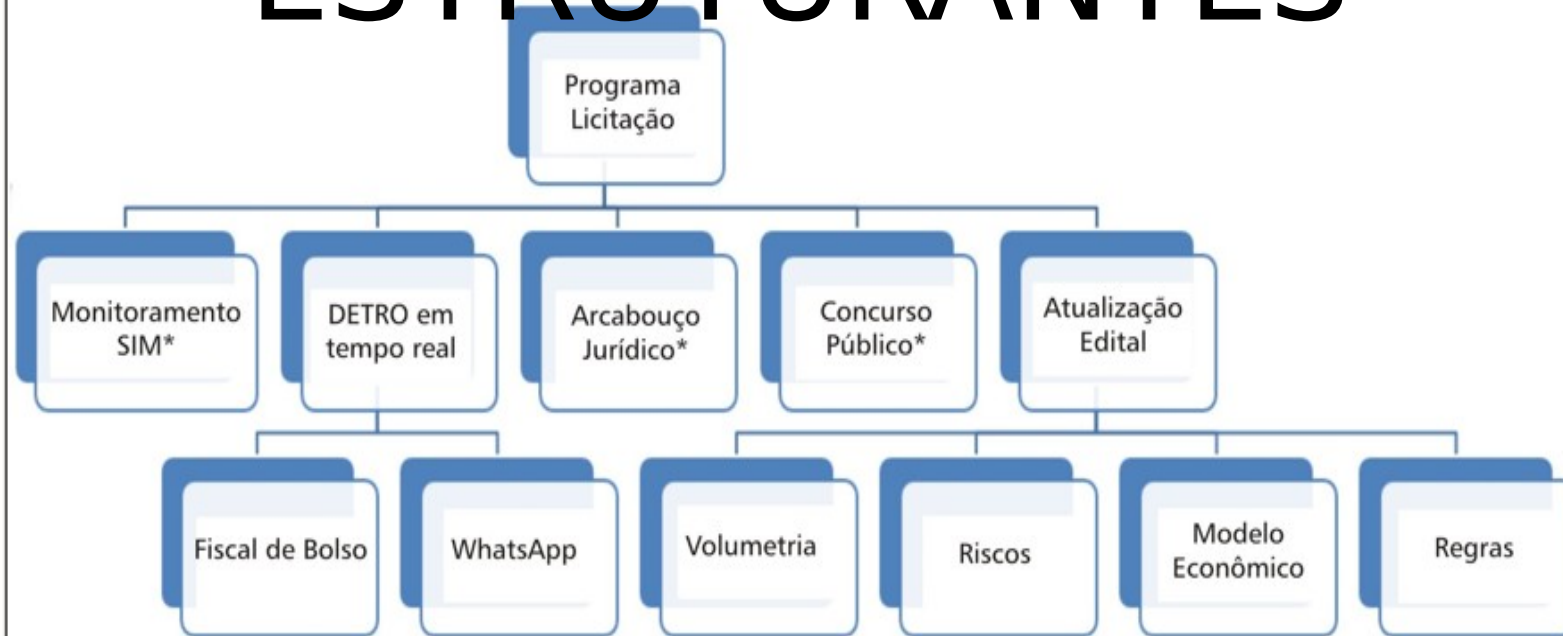 ESTRUTURANTES
Programa
Licitação
Monitoramento
SIM*
DETRO em
tempo real
Arcabouço
Jurídico*
Concurso
Público*
Atualização
Edital
Fiscal de Bolso
WhatsApp
Volumetria
Riscos
Modelo
Econômico
Regras